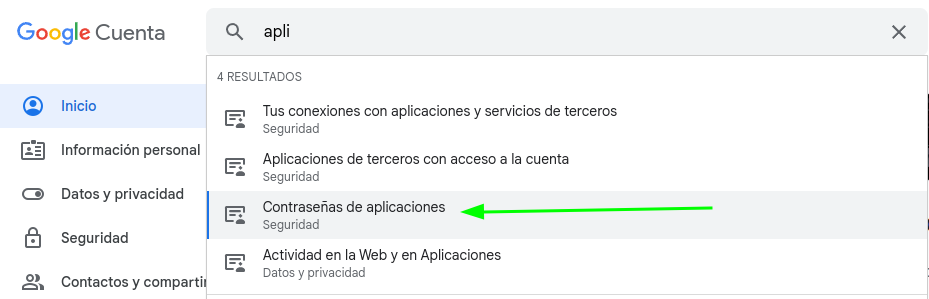 Google Cuenta
apli
4 RESULTADOS
Tus conexiones con aplicaciones y servicios de terceros
Seguridad
Aplicaciones de terceros con acceso a la cuenta
Seguridad
Contraseñas de aplicaciones
Seguridad
Actividad en la Web y en Aplicaciones
Datos y privacidad
Inicio
Información personal
Datos y privacidad
Seguridad
Contactos y compartir